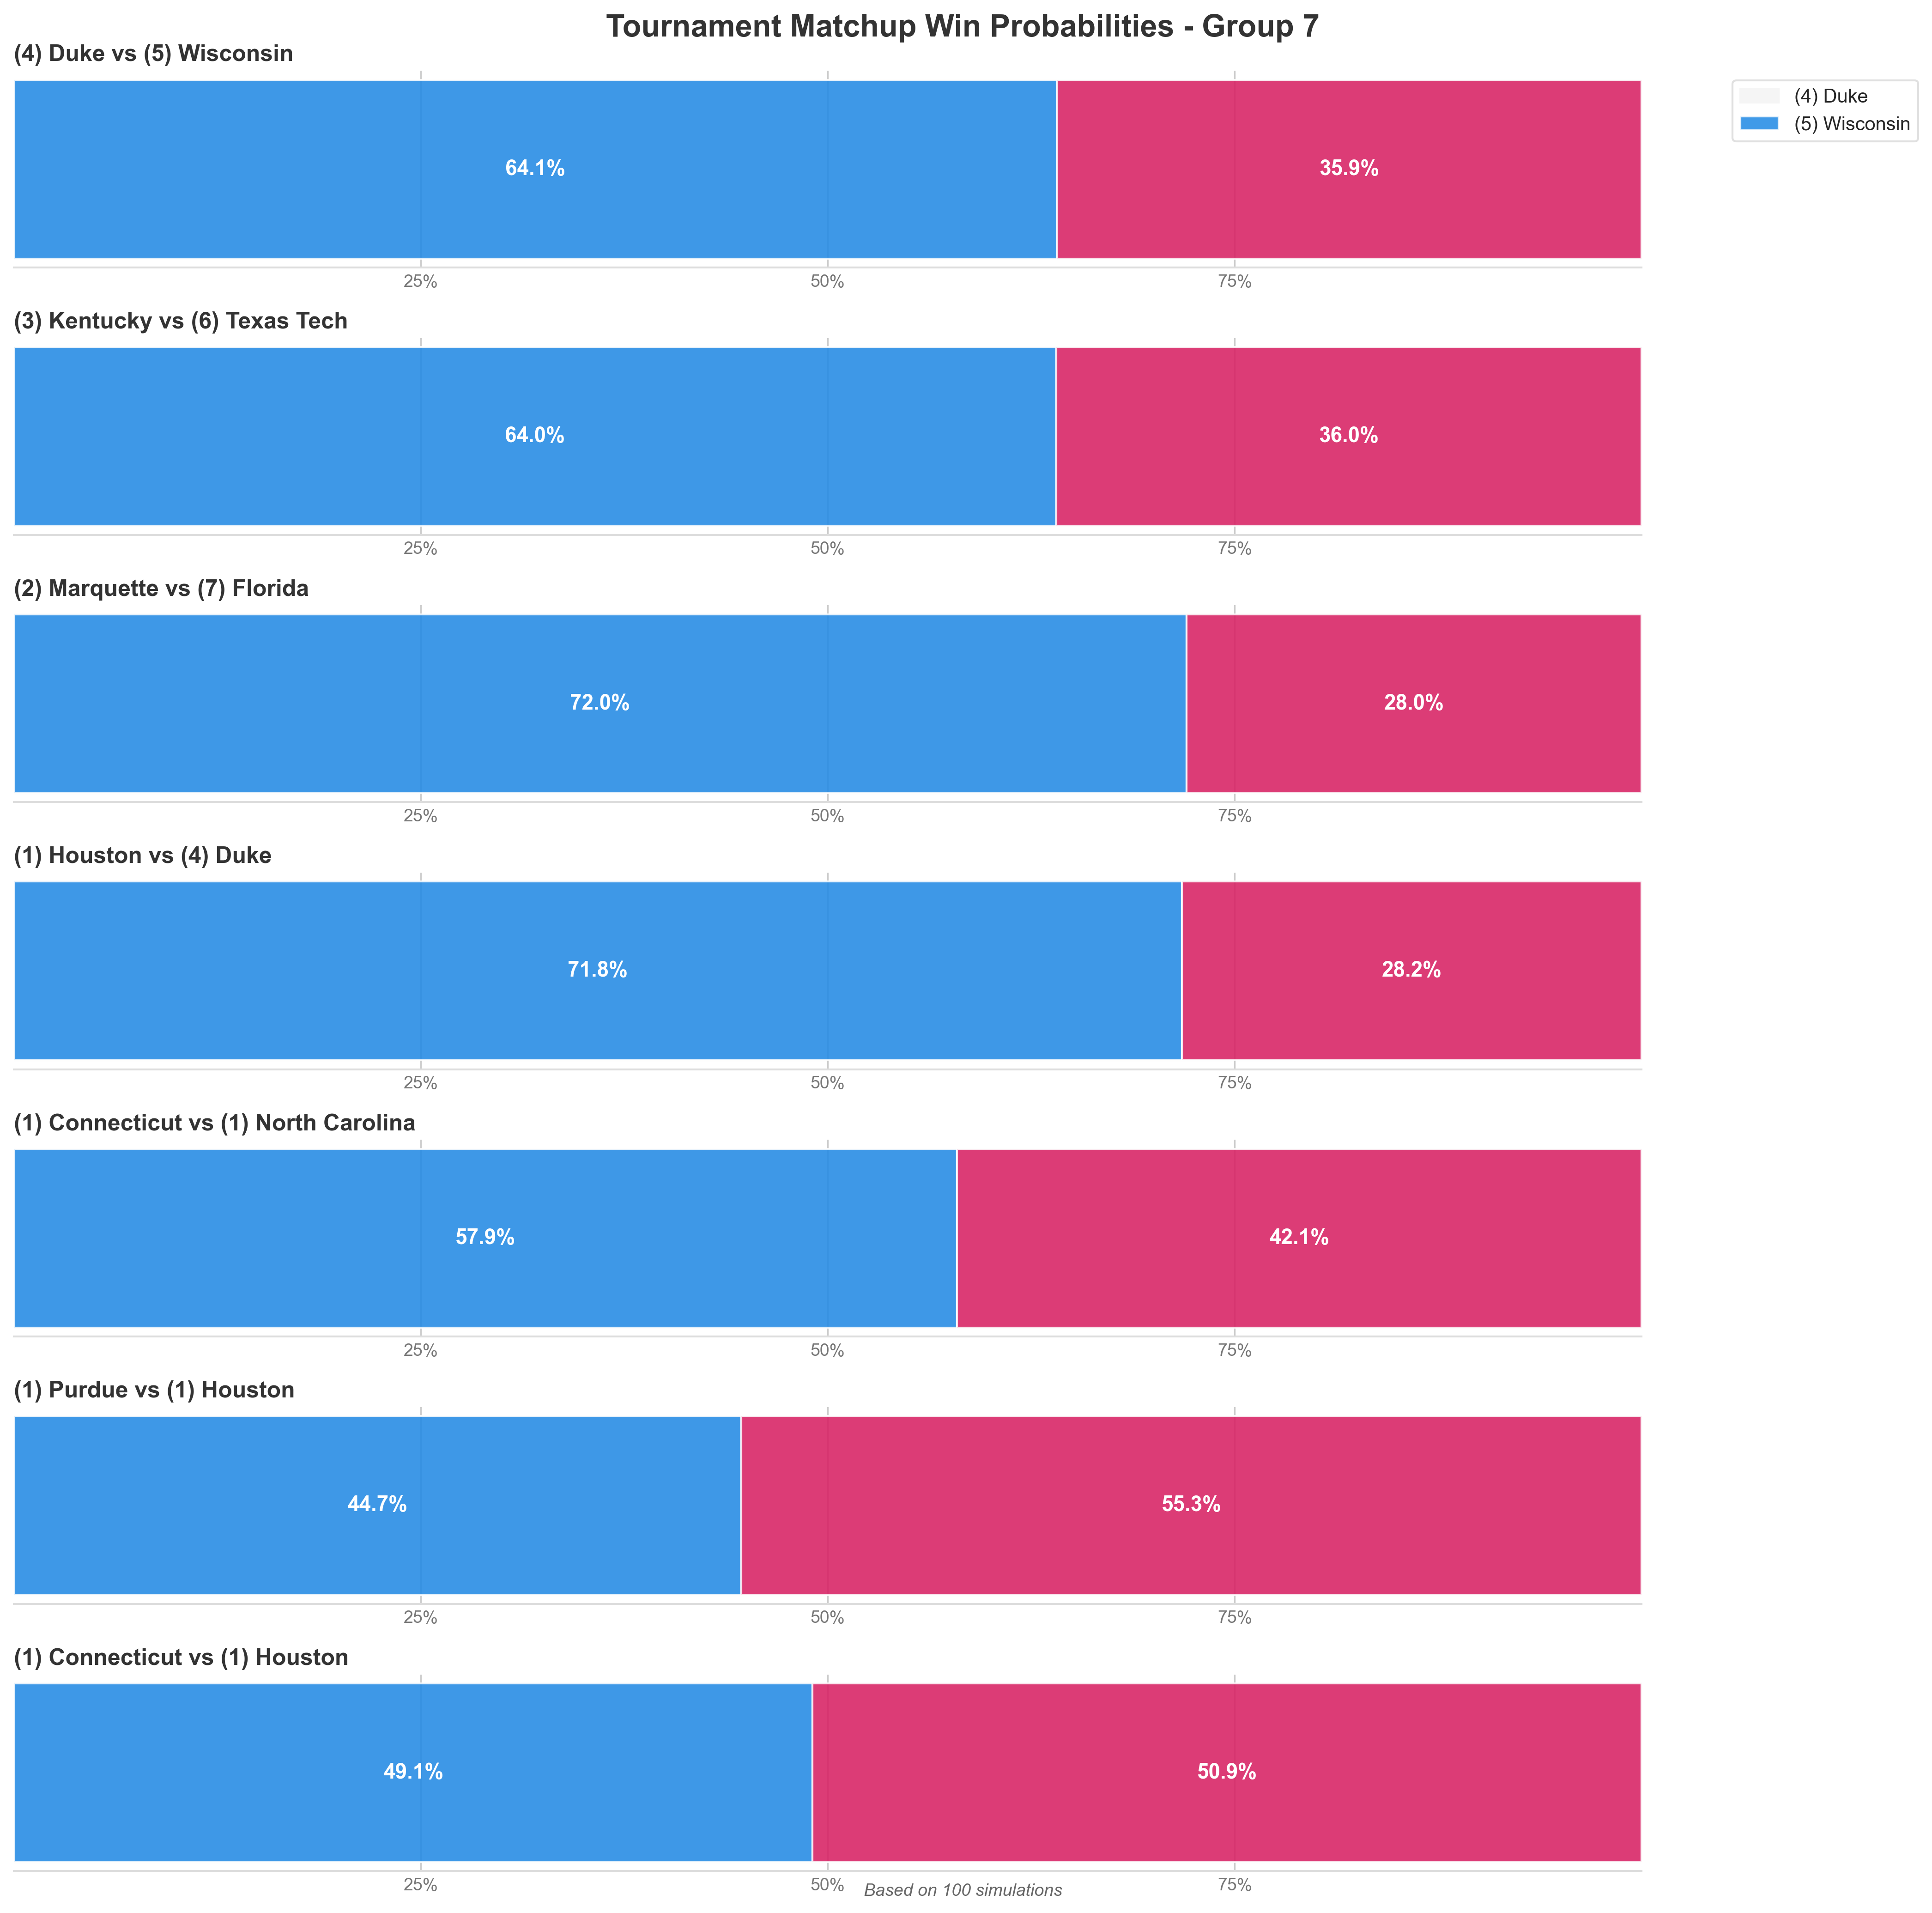 Tournament Matchup Win Probabilities - Group 7
(4) Duke vs (5) Wisconsin
(4) Duke
(5) Wisconsin
64.1% 35.9%
25% 50% 75%
(3) Kentucky vs (6) Texas Tech
64.0% 36.0%
25% 50% 75%
(2) Marquette vs (7) Florida
72.0% 28.0%
25% 50% 75%
(1) Houston vs (4) Duke
71.8% 28.2%
25% 50% 75%
(1) Connecticut vs (1) North Carolina
57.9% 42.1%
25% 50% 75%
(1) Purdue vs (1) Houston
44.7% 55.3%
25% 50% 75%
(1) Connecticut vs (1) Houston
49.1% 50.9%
25% 50% 75%
Based on 100 simulations